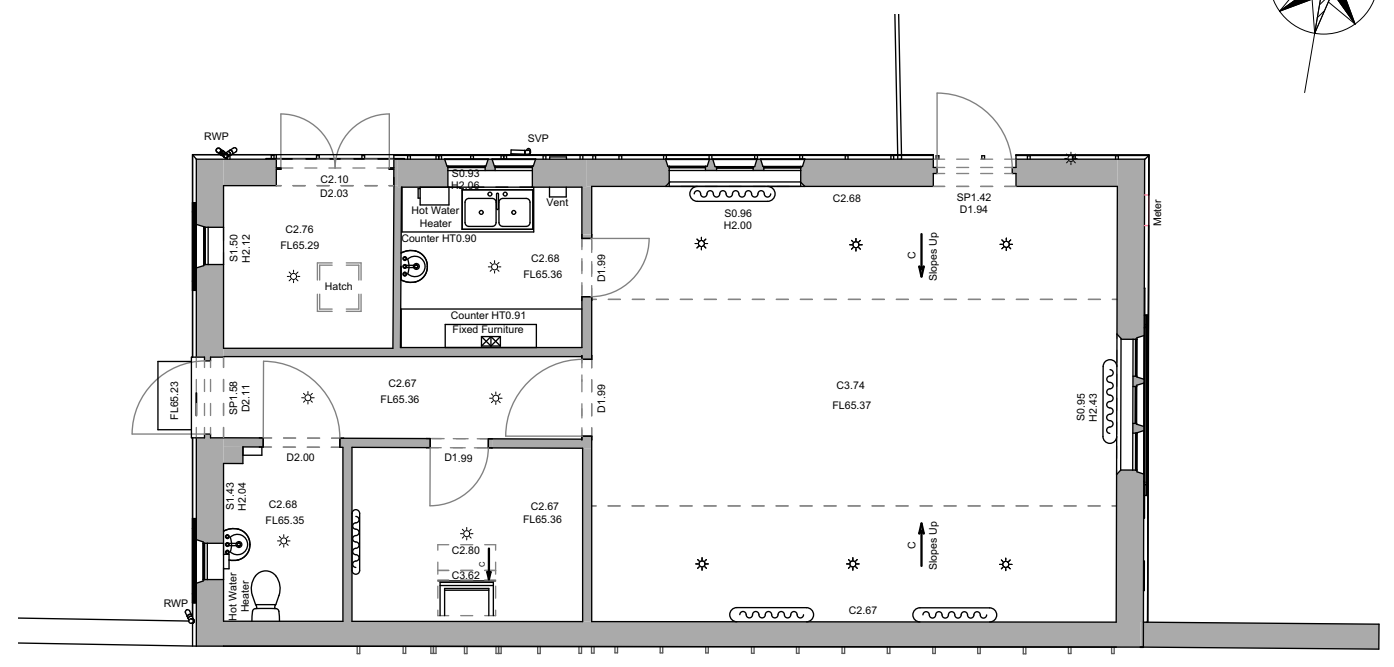 RWP
SVP
C2.10
D2.03
S0.93
H2.06
Hot Water
Heater
Vent
Counter HT0.90
C2.76
FL65.29
S1.50
H2.12
Hatch
C2.68
FL65.36
D1.99
Counter HT0.91
Fixed Furniture
S0.96
H2.00
C2.68
SP1.42
D1.94
Meter
C
Slopes Up
FL65.23
SP1.58
D2.11
C2.67
FL65.36
D1.99
C3.74
FL65.37
S0.95
H2.43
D2.00
D1.99
S1.43
H2.04
C2.68
FL65.35
C2.67
FL65.36
C2.80
C
C3.62
C
Slopes Up
Hot Water
Heater
RWP
C2.67